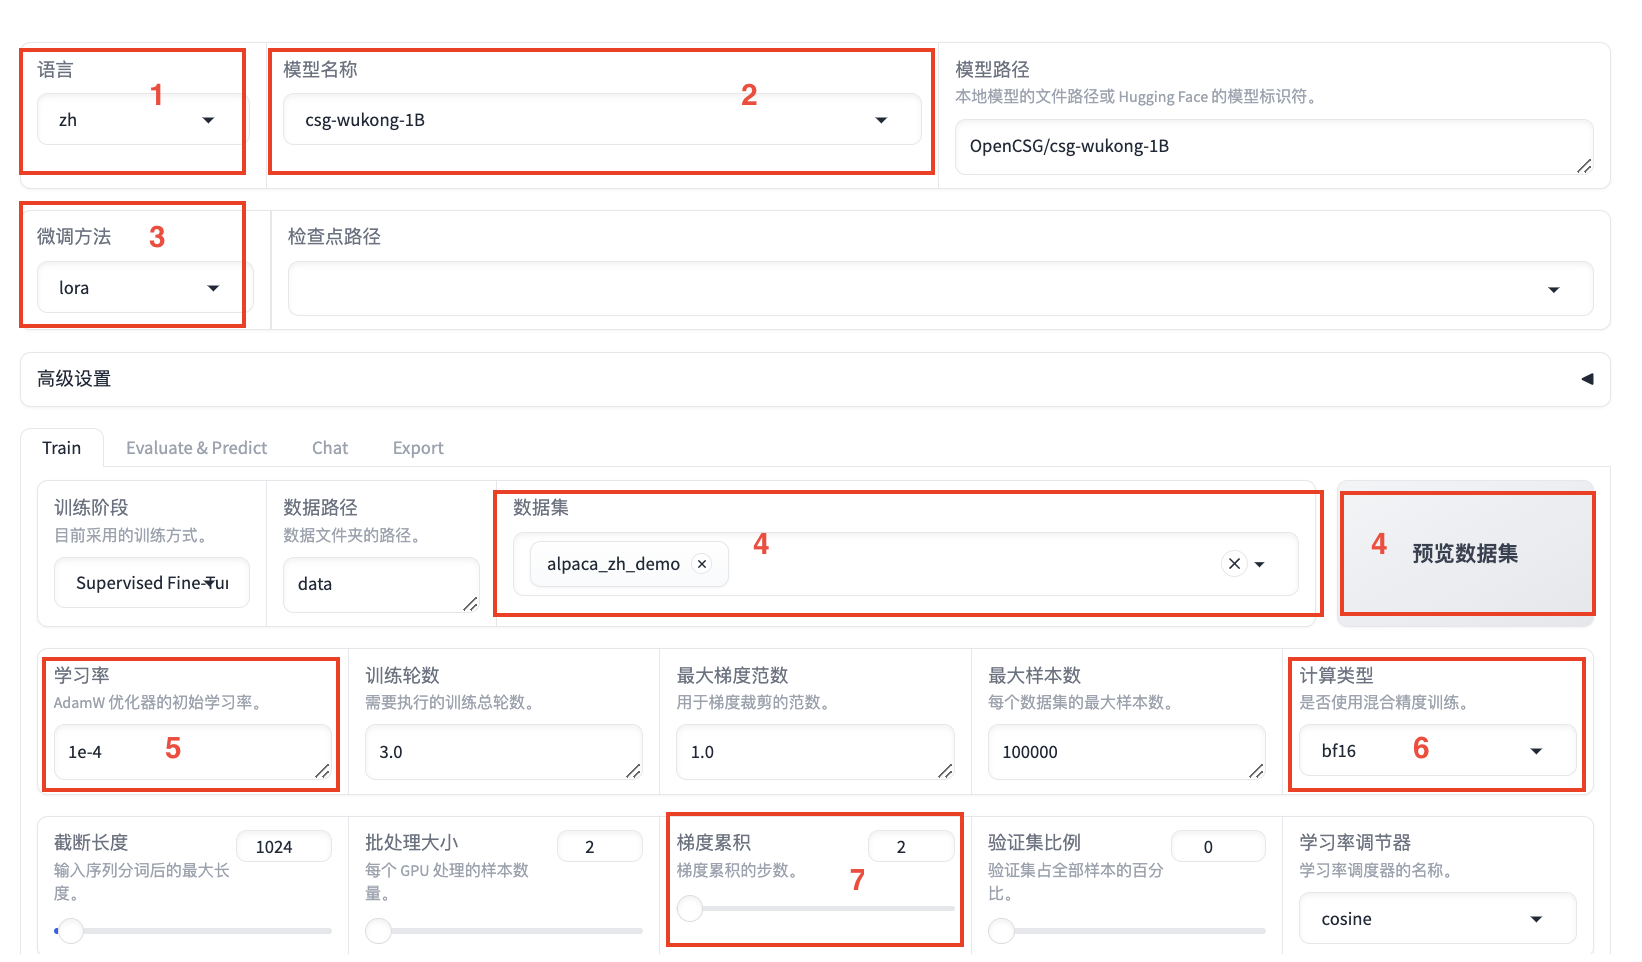 语言
1
zh
模型名称
2
csg-wukong-1B
模型路径
本地模型的文件路径或 Hugging Face 的模型标识符。
OpenCSG/csg-wukong-1B
微调方法
3
lora
检查点路径
高级设置
Train
Evaluate & Predict
Chat
Export
训练阶段
目前采用的训练方式。
Supervised Fine-Tur
数据路径
数据文件夹的路径。
data
数据集
4
alpaca_zh_demo
4
预览数据集
学习率
AdamW 优化器的初始学习率。
1e-4
5
训练轮数
需要执行的训练总轮数。
3.0
最大梯度范数
用于梯度裁剪的范数。
1.0
最大样本数
每个数据集的最大样本数。
100000
计算类型
是否使用混合精度训练。
bf16
6
截断长度
1024
输入序列分词后的最大长
度。
批处理大小
2
每个 GPU 处理的样本数
量。
梯度累积
2
梯度累积的步数。
7
验证集比例
0
验证集占全部样本的百分
比。
学习率调节器
学习率调度器的名称。
cosine